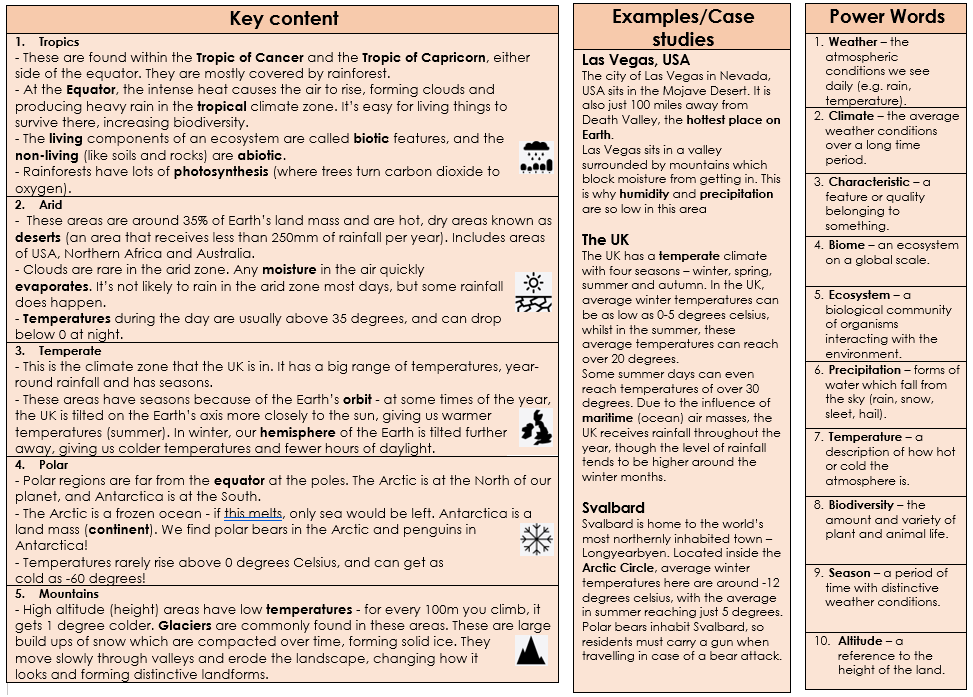 Key content
1. Tropics
- These are found within the Tropic of Cancer and the Tropic of Capricorn, either
side of the equator. They are mostly covered by rainforest.
- At the Equator, the intense heat causes the air to rise, forming clouds and
producing heavy rain in the tropical climate zone. It's easy for living things to
survive there, increasing biodiversity.
- The living components of an ecosystem are called biotic features, and the
non-living (like soils and rocks) are abiotic.
- Rainforests have lots of photosynthesis (where trees turn carbon dioxide to
oxygen).
2. Arid
- These areas are around 35% of Earth's land mass and are hot, dry areas known as
deserts (an area that receives less than 250mm of rainfall per year). Includes areas
of USA, Northern Africa and Australia.
- Clouds are rare in the arid zone. Any moisture in the air quickly
evaporates. It's not likely to rain in the arid zone most days, but some rainfall
does happen.
- Temperatures during the day are usually above 35 degrees, and can drop
below 0 at night.
3. Temperate
- This is the climate zone that the UK is in. It has a big range of temperatures, year-
round rainfall and has seasons.
- These areas have seasons because of the Earth's orbit - at some times of the year,
the UK is tilted on the Earth's axis more closely to the sun, giving us warmer
temperatures (summer). In winter, our hemisphere of the Earth is tilted further
away, giving us colder temperatures and fewer hours of daylight.
4. Polar
- Polar regions are far from the equator at the poles. The Arctic is at the North of our
planet, and Antarctica is at the South.
- The Arctic is a frozen ocean - if this melts, only sea would be left. Antarctica is a
land mass (continent). We find polar bears in the Arctic and penguins in
Antarctica!
- Temperatures rarely rise above 0 degrees Celsius, and can get as
cold as -60 degrees!
5. Mountains
- High altitude (height) areas have low temperatures - for every 100m you climb, it
gets 1 degree colder. Glaciers are commonly found in these areas. These are large
build ups of snow which are compacted over time, forming solid ice. They
move slowly through valleys and erode the landscape, changing how it
looks and forming distinctive landforms.
Examples/Case
studies
Las Vegas, USA
The city of Las Vegas in Nevada,
USA sits in the Mojave Desert. It is
also just 100 miles away from
Death Valley, the hottest place on
Earth.
Las Vegas sits in a valley
surrounded by mountains which
block moisture from getting in. This
is why humidity and precipitation
are so low in this area
The UK
The UK has a temperate climate
with four seasons – winter, spring,
summer and autumn. In the UK,
average winter temperatures can
be as low as 0-5 degrees celsius,
whilst in the summer, these
average temperatures can reach
over 20 degrees.
Some summer days can even
reach temperatures of over 30
degrees. Due to the influence of
maritime (ocean) air masses, the
UK receives rainfall throughout the
year, though the level of rainfall
tends to be higher around the
winter months.
Svalbard
Svalbard is home to the world's
most northernly inhabited town –
Longyearbyen. Located inside the
Arctic Circle, average winter
temperatures here are around -12
degrees celsius, with the average
in summer reaching just 5 degrees.
Polar bears inhabit Svalbard, so
residents must carry a gun when
travelling in case of a bear attack.
Power Words
1. Weather – the
atmospheric
conditions we see
daily (e.g. rain,
temperature).
2. Climate – the average
weather conditions
over a long time
period.
3. Characteristic – a
feature or quality
belonging to
something.
4. Biome – an ecosystem
on a global scale.
5. Ecosystem – a
biological community
of organisms
interacting with the
environment.
6. Precipitation – forms of
water which fall from
the sky (rain, snow,
sleet, hail).
7. Temperature – a
description of how hot
or cold the
atmosphere is.
8. Biodiversity – the
amount and variety of
plant and animal life.
9. Season – a period of
time with distinctive
weather conditions.
10. Altitude – a
reference to the
height of the land.